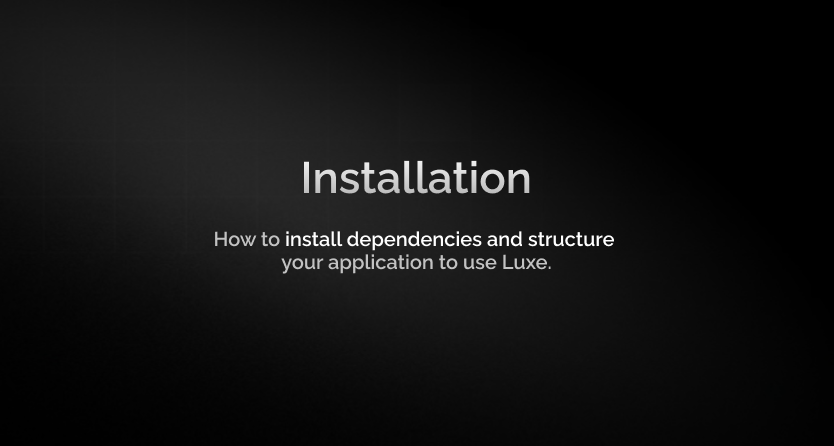 Installation
How to install dependencies and structure
your application to use Luxe.